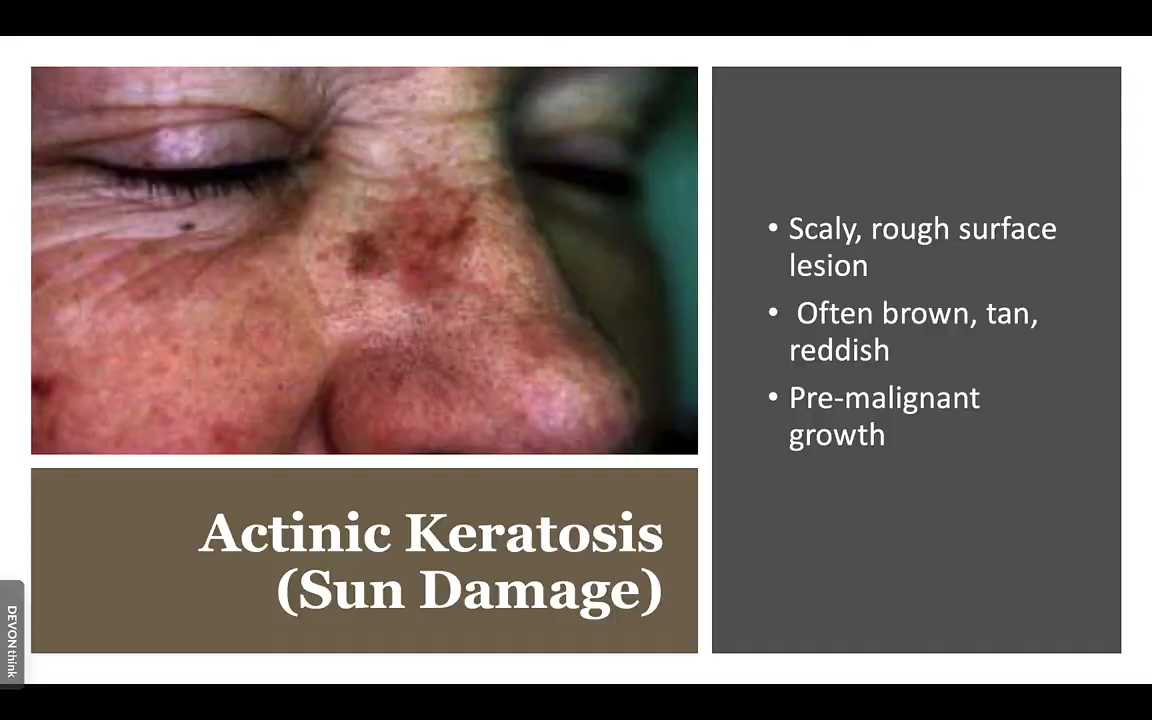 • Scaly, rough surface
lesion
• Often brown, tan,
reddish
• Pre-malignant
growth
Actinic Keratosis
(Sun Damage)
DEVONthink